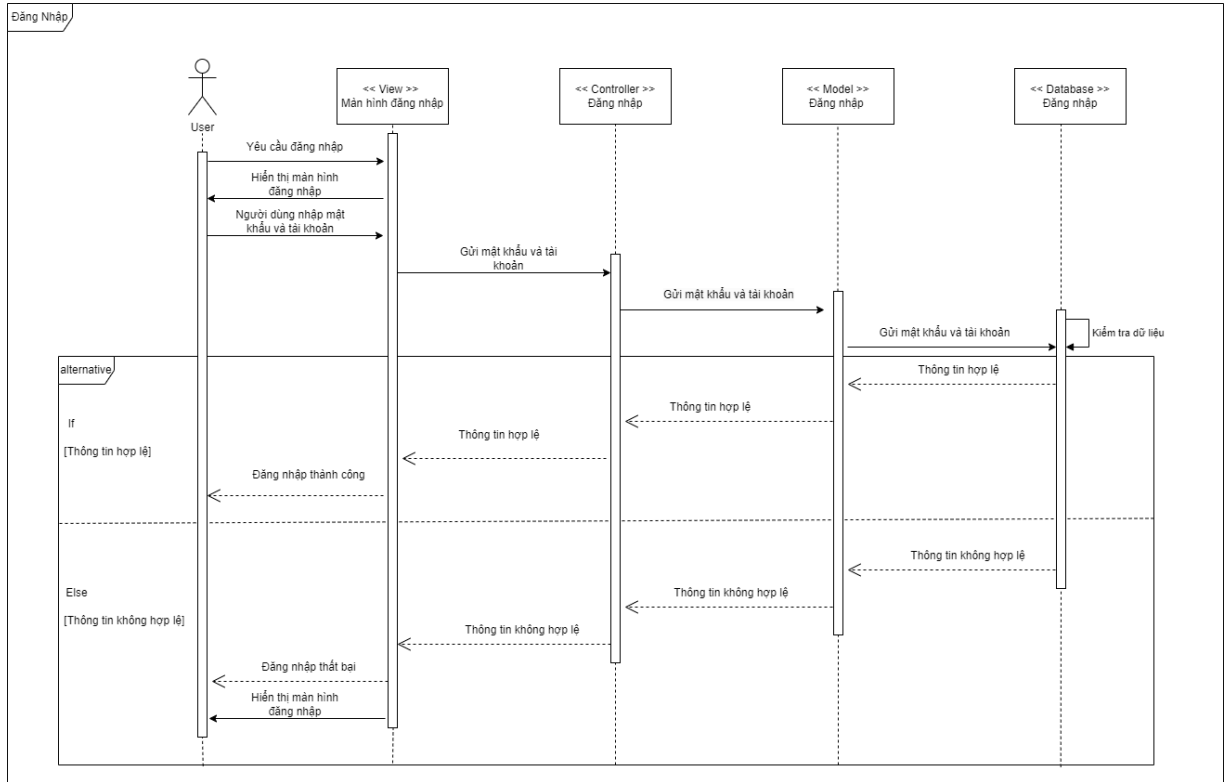 Đăng Nhập
<< View >>
Màn hình đăng nhập
<< Controller >>
Đăng nhập
<< Model >>
Đăng nhập
<< Database >>
Đăng nhập
User
Yêu cầu đăng nhập
Hiển thị màn hình
đăng nhập
Người dùng nhập mật
khẩu và tài khoản
Gửi mật khẩu và tài
khoản
Gửi mật khẩu và tài khoản
Gửi mật khẩu và tài khoản
Kiểm tra dữ liệu
alternative
Thông tin hợp lệ
Thông tin hợp lệ
If
Thông tin hợp lệ
[Thông tin hợp lệ]
Đăng nhập thành công
Thông tin không hợp lệ
Else
Thông tin không hợp lệ
[Thông tin không hợp lệ]
Thông tin không hợp lệ
Đăng nhập thất bại
Hiển thị màn hình
đăng nhập